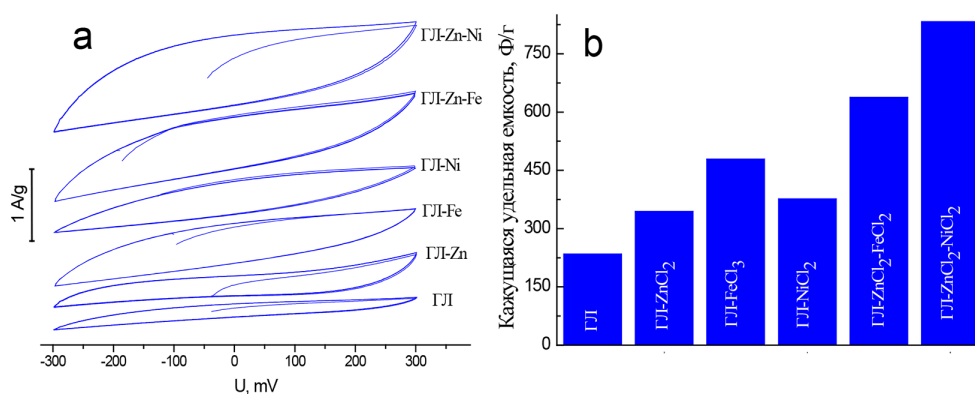 a
ГЛ-Zn-Ni
ГЛ-Zn-Fe
ГЛ-Ni
ГЛ-Fe
ГЛ-Zn
ГЛ
1 A/g
-300 -200 -100 0 100 200 300
U, mV
b
Кажущаяся удельная емкость, Ф/г
750
600
450
300
150
0
ГЛ
ГЛ-ZnCl₂
ГЛ-FeCl₃
ГЛ-NiCl₂
ГЛ-ZnCl₂-FeCl₂
ГЛ-ZnCl₂-NiCl₂